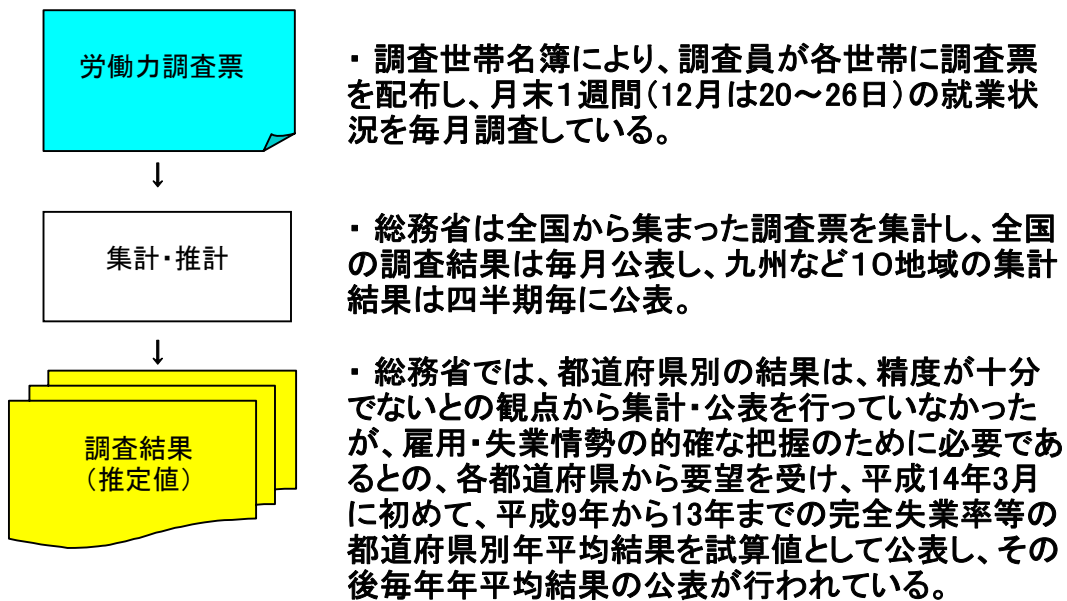 労働力調査票
・ 調査世帯名簿により、調査員が各世帯に調査票
を配布し、月末１週間（12月は20～26日）の就業状
況を毎月調査している。
↓
集計・推計
・ 総務省は全国から集まった調査票を集計し、全国
の調査結果は毎月公表し、九州など１０地域の集計
結果は四半期毎に公表。
↓
調査結果
（推定値）
・ 総務省では、都道府県別の結果は、精度が十分
でないとの観点から集計・公表を行っていなかった
が、雇用・失業情勢の的確な把握のために必要であ
るとの、各都道府県から要望を受け、平成14年3月
に初めて、平成9年から13年までの完全失業率等の
都道府県別年平均結果を試算値として公表し、その
後毎年年平均結果の公表が行われている。